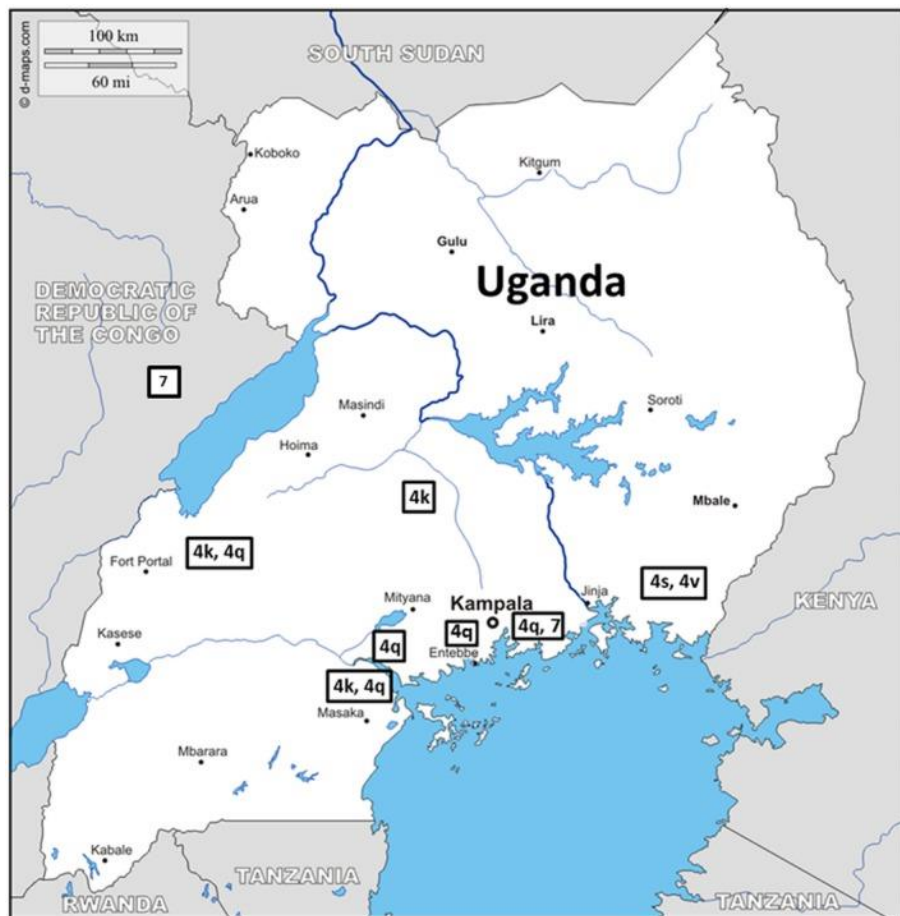 100 km
60 mi
© d-maps.com
SOUTH SUDAN
Koboko
Kitgum
Arua
Gulu
Uganda
DEMOCRATIC
REPUBLIC OF
THE CONGO
Lira
7
Masindi
Soroti
Hoima
4k
Mbale
4k, 4q
Fort Portal
4s, 4v
Jinja
Mityana
Kampala
KENYA
4q
4q, 7
Kasese
4q
Entebbe
4k, 4q
Masaka
Mbarara
Kabale
TANZANIA
RWANDA
TANZANIA